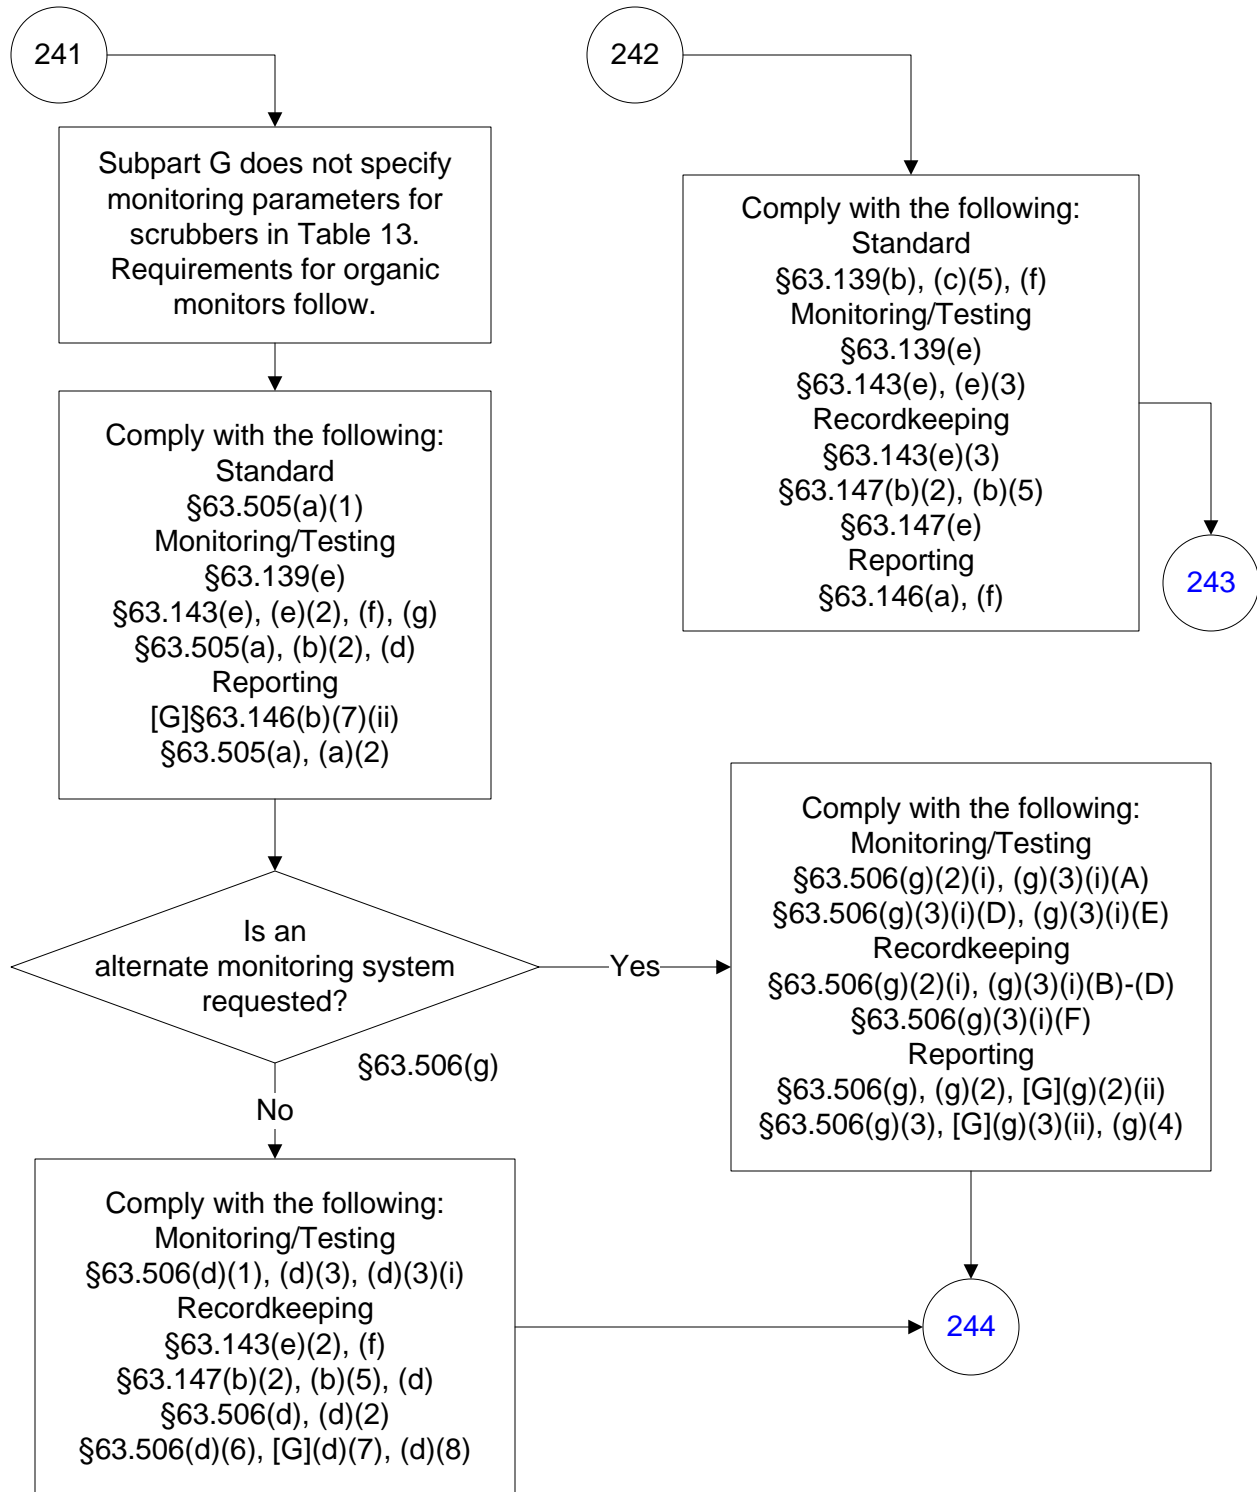 241
Subpart G does not specify
monitoring parameters for
scrubbers in Table 13.
Requirements for organic
monitors follow.
Comply with the following:
Standard
§63.505(a)(1)
Monitoring/Testing
§63.139(e)
§63.143(e), (e)(2), (f), (g)
§63.505(a), (b)(2), (d)
Reporting
[G]§63.146(b)(7)(ii)
§63.505(a), (a)(2)
Is an
alternate monitoring system
requested?
§63.506(g)
Yes
No
Comply with the following:
Monitoring/Testing
§63.506(d)(1), (d)(3), (d)(3)(i)
Recordkeeping
§63.143(e)(2), (f)
§63.147(b)(2), (b)(5), (d)
§63.506(d), (d)(2)
§63.506(d)(6), [G](d)(7), (d)(8)
242
Comply with the following:
Standard
§63.139(b), (c)(5), (f)
Monitoring/Testing
§63.139(e)
§63.143(e), (e)(3)
Recordkeeping
§63.143(e)(3)
§63.147(b)(2), (b)(5)
§63.147(e)
Reporting
§63.146(a), (f)
243
Comply with the following:
Monitoring/Testing
§63.506(g)(2)(i), (g)(3)(i)(A)
§63.506(g)(3)(i)(D), (g)(3)(i)(E)
Recordkeeping
§63.506(g)(2)(i), (g)(3)(i)(B)-(D)
§63.506(g)(3)(i)(F)
Reporting
§63.506(g), (g)(2), [G](g)(2)(ii)
§63.506(g)(3), [G](g)(3)(ii), (g)(4)
244